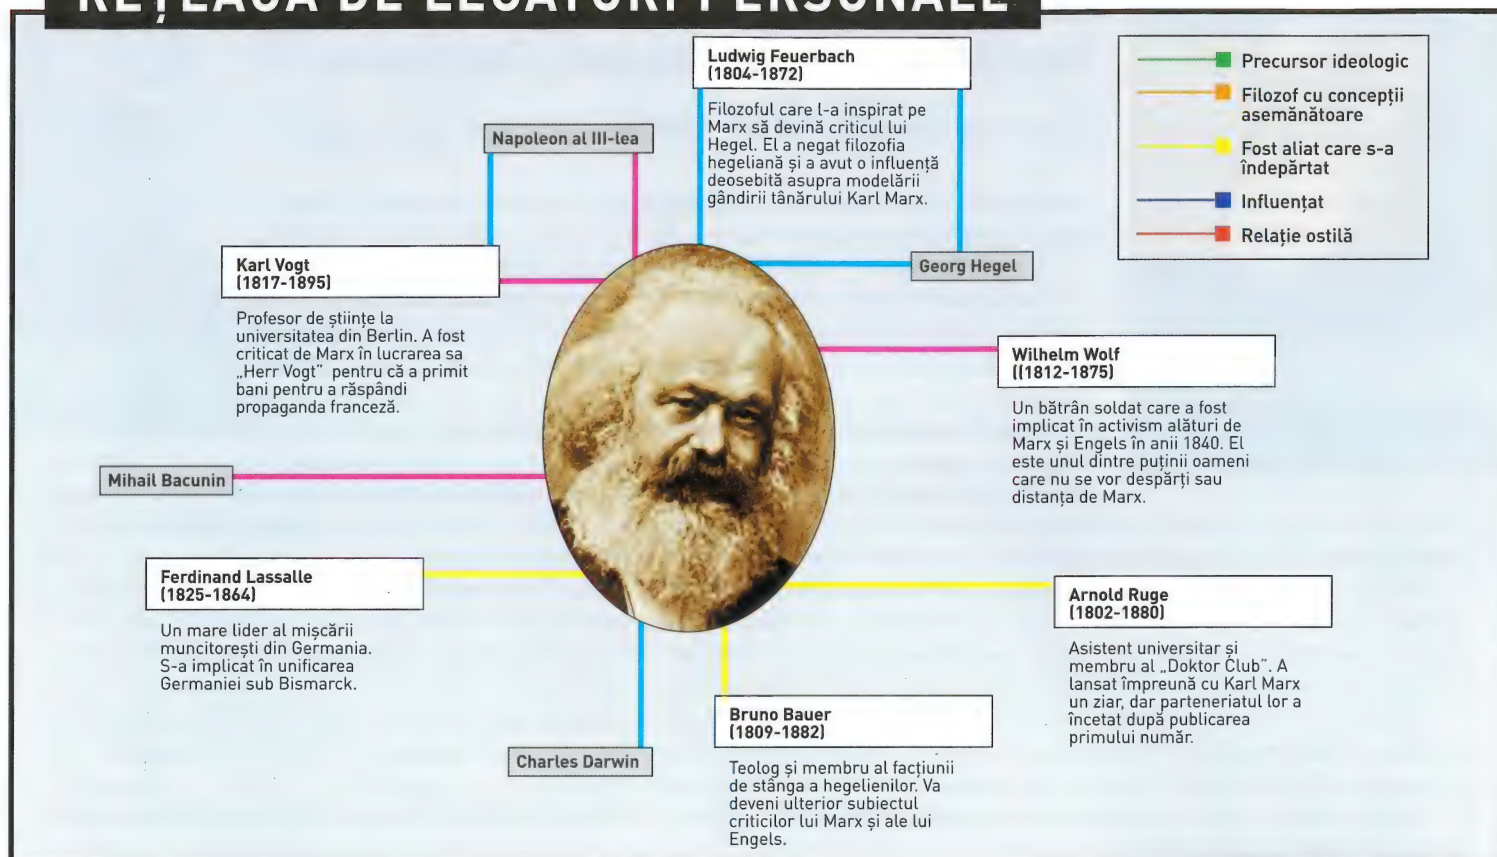 REȚEAUA DE LEGĂTURI PERSONALE
Ludwig Feuerbach
(1804-1872)
Filozoful care l-a inspirat pe
Marx să devină criticul lui
Hegel. El a negat filozofia
hegeliană și a avut o influență
deosebită asupra modelării
gândirii tânărului Karl Marx.
Precursor ideologic
Filozof cu concepții
asemănătoare
Fost aliat care s-a
îndepărtat
Influențat
Relație ostilă
Napoleon al III-lea
Karl Vogt
(1817-1895)
Profesor de științe la
universitatea din Berlin. A fost
criticat de Marx în lucrarea sa
„Herr Vogt” pentru că a primit
bani pentru a răspândi
propaganda franceză.
Georg Hegel
Wilhelm Wolf
((1812-1875)
Un bătrân soldat care a fost
implicat în activism alături de
Marx și Engels în anii 1840. El
este unul dintre puținii oameni
care nu se vor despărți sau
distanța de Marx.
Mihail Bacunin
Ferdinand Lassalle
(1825-1864)
Un mare lider al mișcării
muncitorești din Germania.
S-a implicat în unificarea
Germaniei sub Bismarck.
Arnold Ruge
(1802-1880)
Asistent universitar și
membru al „Doktor Club”. A
lansat împreună cu Karl Marx
un ziar, dar parteneriatul lor a
încetat după publicarea
primului număr.
Charles Darwin
Bruno Bauer
(1809-1882)
Teolog și membru al facțiunii
de stânga a hegelienilor. Va
deveni ulterior subiectul
criticilor lui Marx și ale lui
Engels.